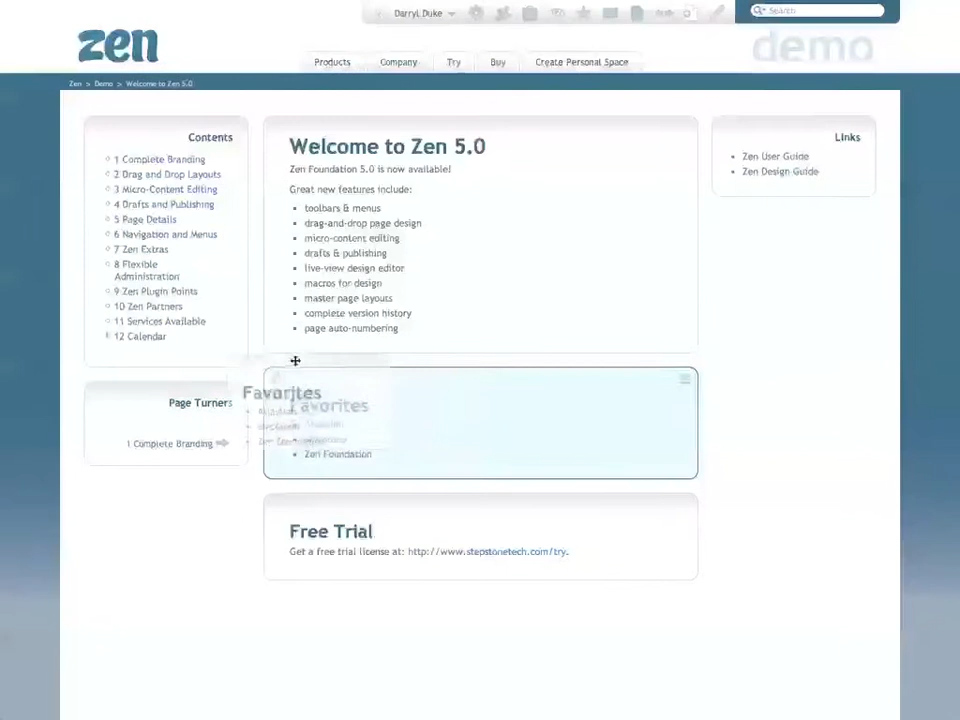 Darryl Duke
Search
zen
demo
Products
Company
Try
Buy
Create Personal Space
Zen > Demo > Welcome to Zen 5.0
Contents
1 Complete Branding
2 Drag and Drop Layouts
3 Micro-Content Editing
4 Drafts and Publishing
5 Page Details
6 Navigation and Menus
7 Zen Extras
8 Flexible
Administration
9 Zen Plugin Points
10 Zen Partners
11 Services Available
12 Calendar
Page Turners
1 Complete Branding
Welcome to Zen 5.0
Zen Foundation 5.0 is now available!
Great new features include:
toolbars & menus
drag-and-drop page design
micro-content editing
drafts & publishing
live-view design editor
macros for design
master page layouts
complete version history
page auto-numbering
Favorites
Favorites
Zen Foundation
Free Trial
Get a free trial license at: http://www.stepstonetech.com/try.
Links
Zen User Guide
Zen Design Guide